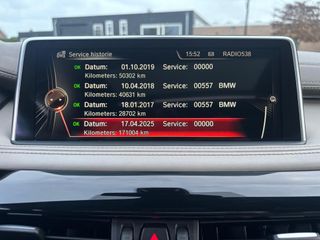 Service historie 15:52 RADIO538
OK Datum: 01.10.2019 Service: 00000
Kilometers: 50302 km
OK Datum: 10.04.2018 Service: 00557 BMW
Kilometers: 40631 km
OK Datum: 18.01.2017 Service: 00557 BMW
Kilometers: 28702 km
OK Datum: 17.04.2025 Service: 00000
Kilometers: 171004 km